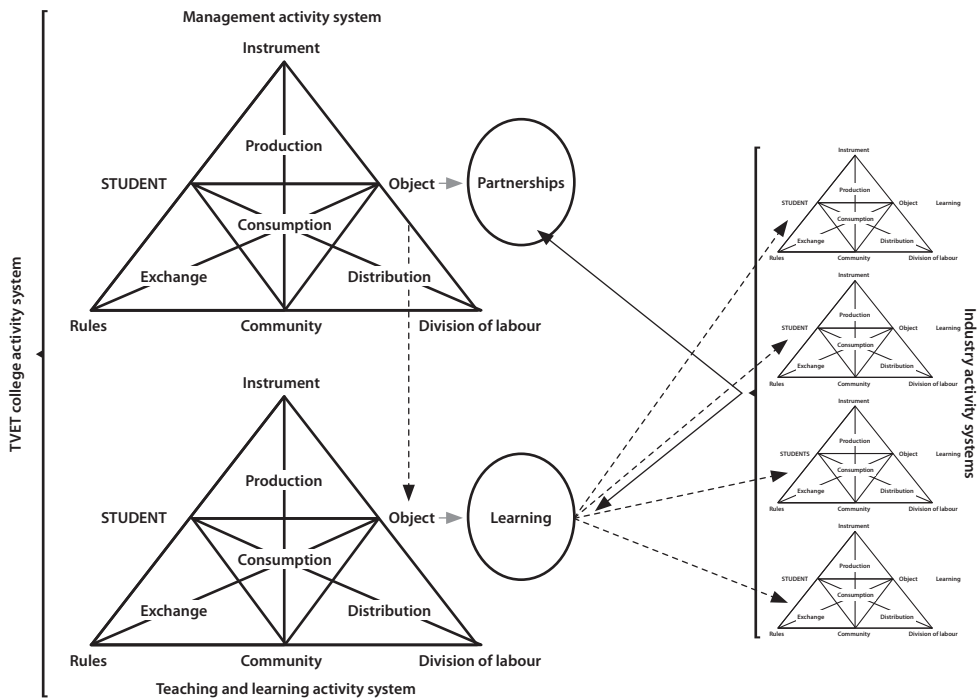 Management activity system
Instrument
Production
STUDENT
Object
Partnerships
Consumption
Exchange
Distribution
Rules
Community
Division of labour
TVET college activity system
Instrument
Production
STUDENT
Object
Learning
Consumption
Exchange
Distribution
Rules
Community
Division of labour
Teaching and learning activity system
Instrument
Production
STUDENT
Object
Learning
Consumption
Exchange
Distribution
Rules
Community
Division of labour
Instrument
Production
STUDENT
Object
Learning
Consumption
Exchange
Distribution
Rules
Community
Division of labour
Instrument
Production
STUDENTS
Object
Learning
Consumption
Exchange
Distribution
Rules
Community
Division of labour
Instrument
Production
STUDENT
Object
Learning
Consumption
Exchange
Distribution
Rules
Community
Division of labour
Industry activity systems